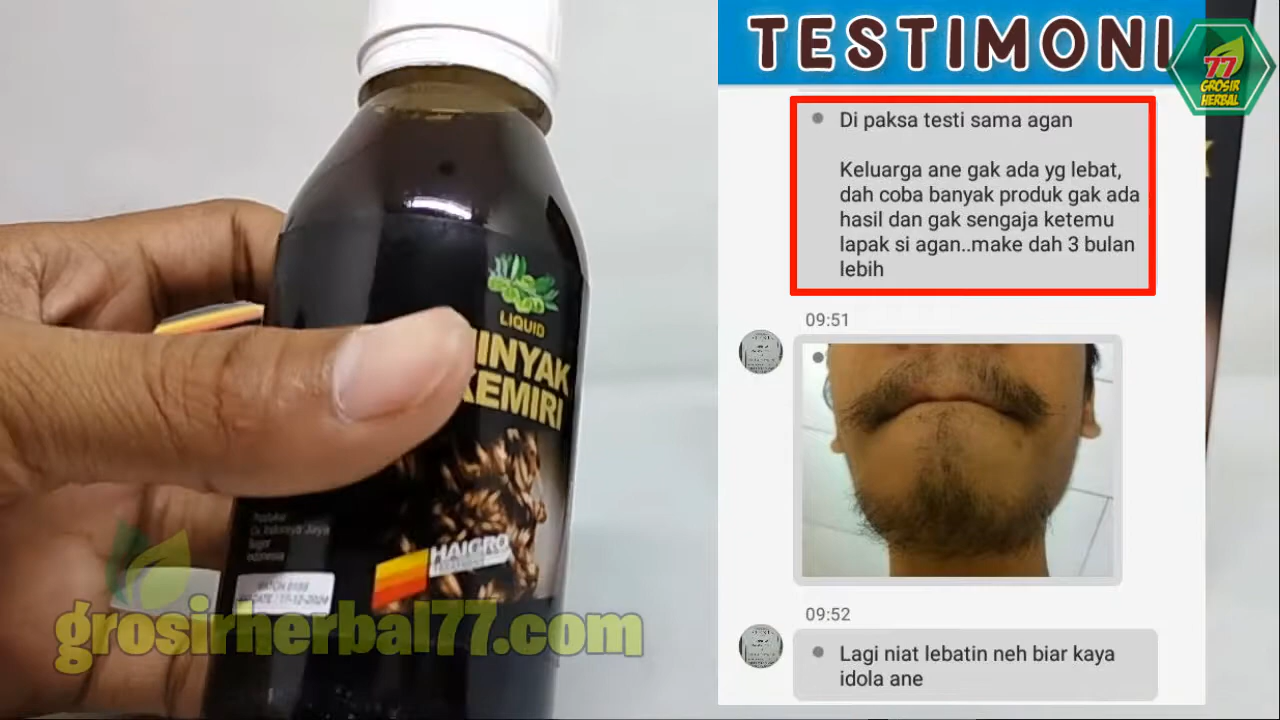 TESTIMONI
77
GROSIR
HERBAL
Di paksa testi sama agan
Keluarga ane gak ada yg lebat,
dah coba banyak produk gak ada
hasil dan gak sengaja ketemu
lapak si agan..make dah 3 bulan
lebih
09:51
09:52
Lagi niat lebatin neh biar kaya
idola ane
LIQUID
INYAK
KEMIRI
HAIGRO
grosirherbal77.com